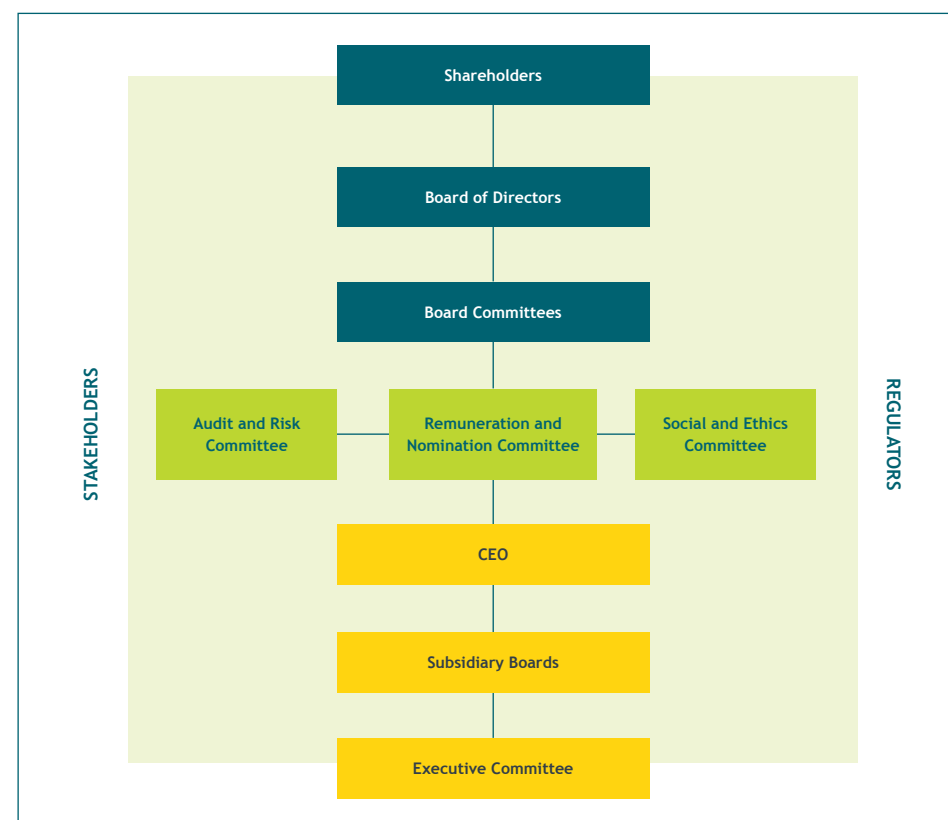 Shareholders
Board of Directors
Board Committees
STAKEHOLDERS
Audit and Risk
Committee
Remuneration and
Nomination Committee
Social and Ethics
Committee
REGULATORS
CEO
Subsidiary Boards
Executive Committee